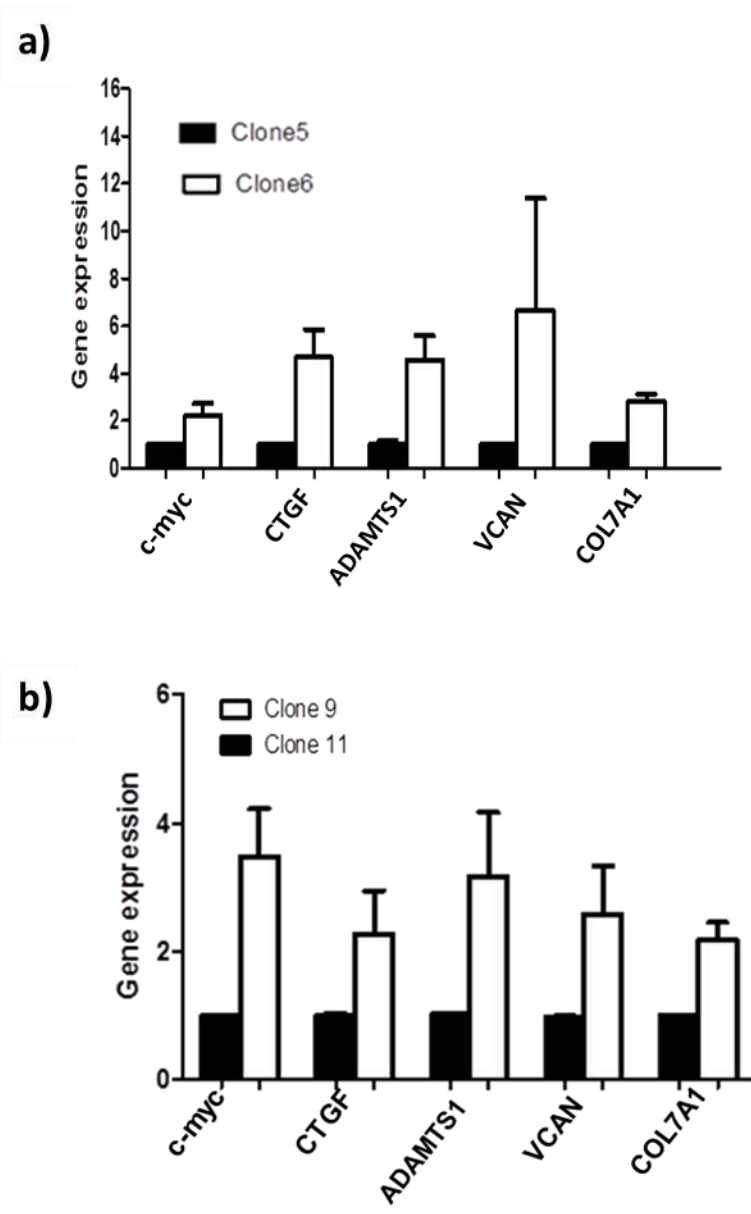 a)
16
14
12
10
8
6
4
2
0
Gene expression
Clone5
Clone6
c-myc
CTGF
ADAMTS1
VCAN
COL7A1
b)
6
4
2
0
Gene expression
Clone 9
Clone 11
c-myc
CTGF
ADAMTS1
VCAN
COL7A1